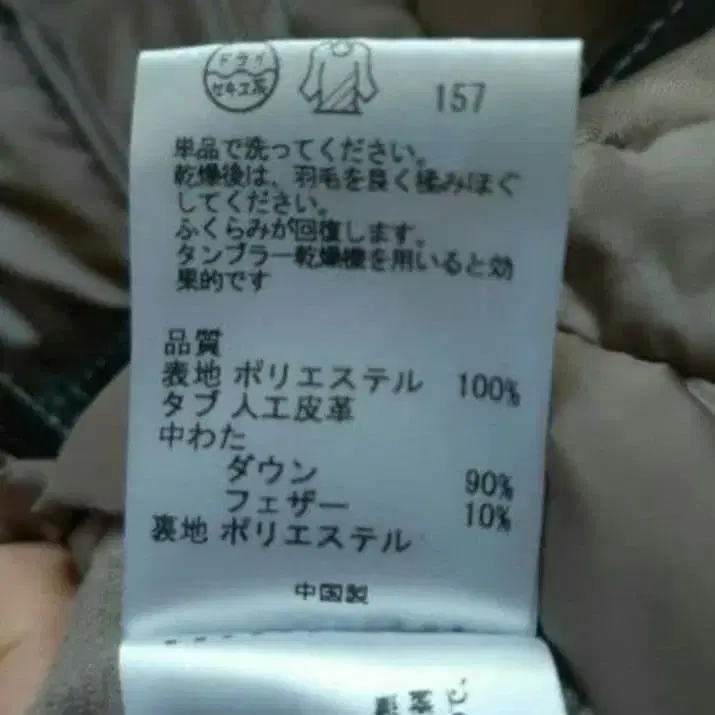 ドライ
セキユ系
157
単品で洗ってください。
乾燥後は、羽毛を良く揉みほぐ
してください。
ふくらみが回復します。
タンブラー乾燥機を用いると効
果的です
品質
表地 ポリエステル 100%
タブ 人工皮革
中わた
ダウン 90%
フェザー 10%
裏地 ポリエステル
中国製